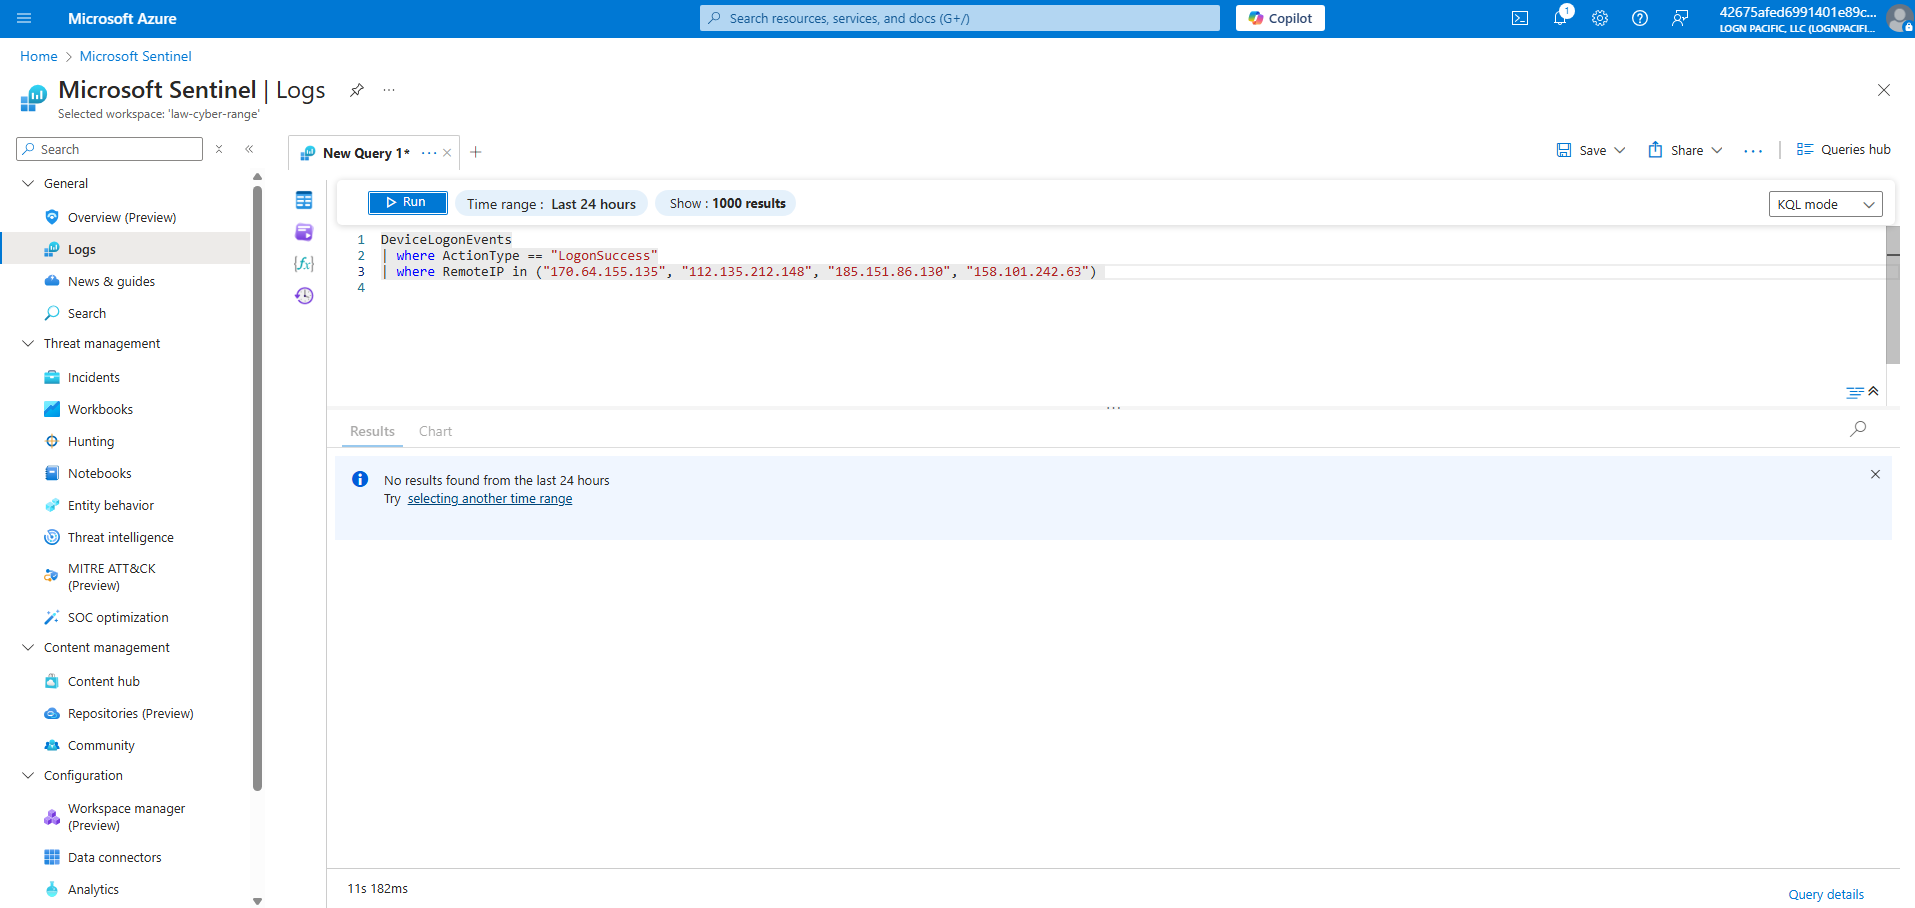 Microsoft Azure
Search resources, services, and docs (G+/)
Copilot
1
42675afed6991401e89c...
LOGN PACIFIC, LLC (LOGNPACIFI...
Home > Microsoft Sentinel
Microsoft Sentinel | Logs
...
Selected workspace: 'law-cyber-range'
Search
General
Overview (Preview)
Logs
News & guides
Search
Threat management
Incidents
Workbooks
Hunting
Notebooks
Entity behavior
Threat intelligence
MITRE ATT&CK
(Preview)
SOC optimization
Content management
Content hub
Repositories (Preview)
Community
Configuration
Workspace manager
(Preview)
Data connectors
Analytics
New Query 1*
Save
Share
Queries hub
Run
Time range : Last 24 hours
Show : 1000 results
KQL mode
1 DeviceLogonEvents
2 | where ActionType == "LogonSuccess"
3 | where RemoteIP in ("170.64.155.135", "112.135.212.148", "185.151.86.130", "158.101.242.63")
4
Results
Chart
No results found from the last 24 hours
Try selecting another time range
11s 182ms
Query details